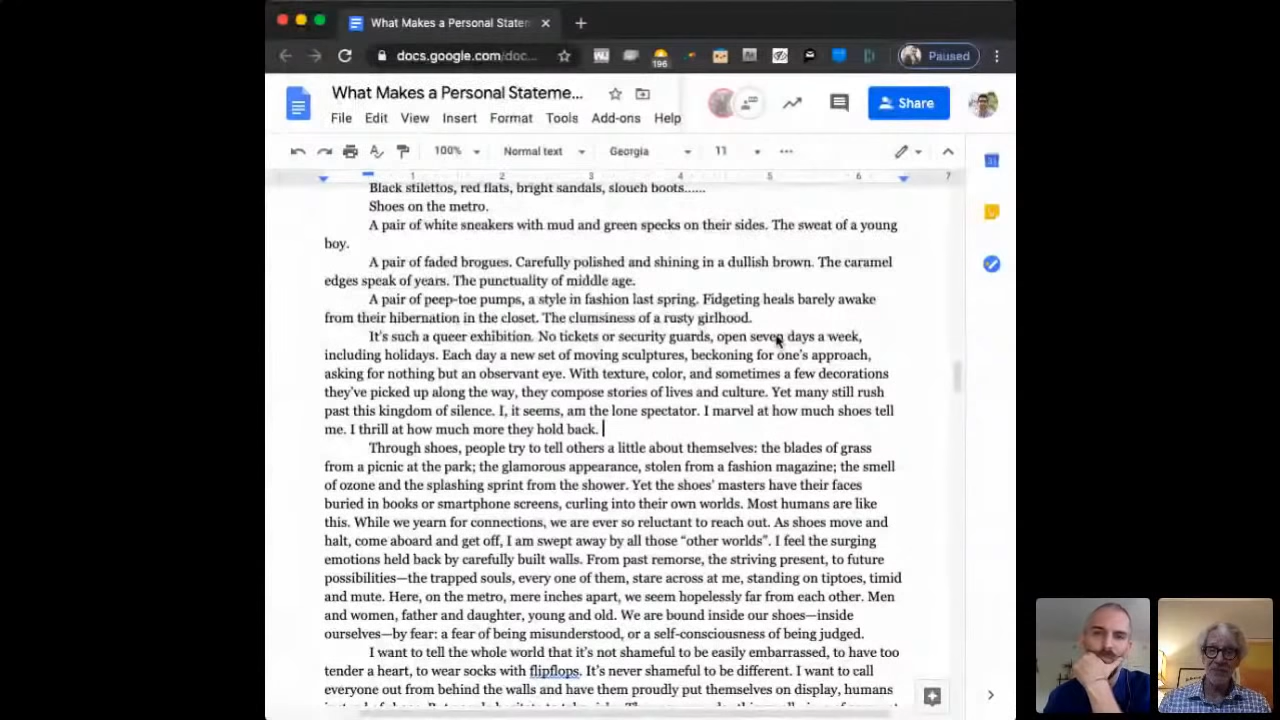 What Makes a Personal Statem
docs.google.com/doc...
196
Paused
What Makes a Personal Stateme...
File Edit View Insert Format Tools Add-ons Help
Share
100% Normal text Georgia 11
1 2 3 4 5 6 7
Black stilettos, red flats, bright sandals, slouch boots......
Shoes on the metro.
A pair of white sneakers with mud and green specks on their sides. The sweat of a young
boy.
A pair of faded brogues. Carefully polished and shining in a dullish brown. The caramel
edges speak of years. The punctuality of middle age.
A pair of peep-toe pumps, a style in fashion last spring. Fidgeting heals barely awake
from their hibernation in the closet. The clumsiness of a rusty girlhood.
It's such a queer exhibition. No tickets or security guards, open seven days a week,
including holidays. Each day a new set of moving sculptures, beckoning for one's approach,
asking for nothing but an observant eye. With texture, color, and sometimes a few decorations
they've picked up along the way, they compose stories of lives and culture. Yet many still rush
past this kingdom of silence. I, it seems, am the lone spectator. I marvel at how much shoes tell
me. I thrill at how much more they hold back.
Through shoes, people try to tell others a little about themselves: the blades of grass
from a picnic at the park; the glamorous appearance, stolen from a fashion magazine; the smell
of ozone and the splashing sprint from the shower. Yet the shoes' masters have their faces
buried in books or smartphone screens, curling into their own worlds. Most humans are like
this. While we yearn for connections, we are ever so reluctant to reach out. As shoes move and
halt, come aboard and get off, I am swept away by all those “other worlds”. I feel the surging
emotions held back by carefully built walls. From past remorse, the striving present, to future
possibilities—the trapped souls, every one of them, stare across at me, standing on tiptoes, timid
and mute. Here, on the metro, mere inches apart, we seem hopelessly far from each other. Men
and women, father and daughter, young and old. We are bound inside our shoes—inside
ourselves—by fear: a fear of being misunderstood, or a self-consciousness of being judged.
I want to tell the whole world that it's not shameful to be easily embarrassed, to have too
tender a heart, to wear socks with flipflops. It's never shameful to be different. I want to call
everyone out from behind the walls and have them proudly put themselves on display, humans